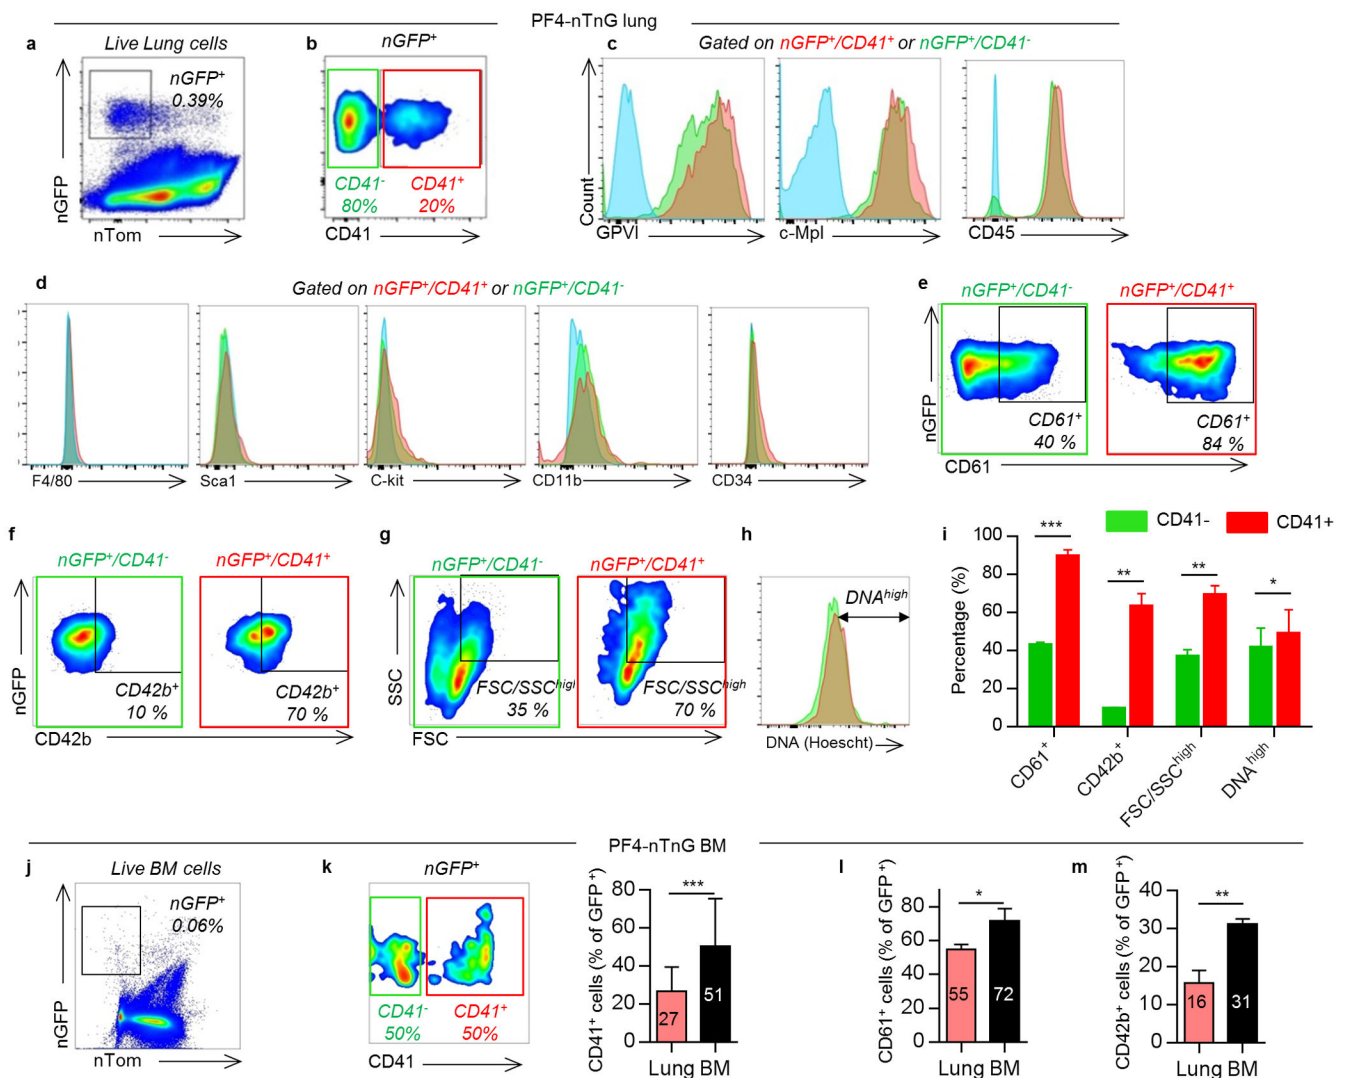 PF4-nTnG lung
a
Live Lung cells
nGFP+
0.39%
nGFP
nTom
b
nGFP+
CD41-
80%
CD41+
20%
CD41
c
Gated on nGFP+/CD41+ or nGFP+/CD41-
Count
GPVI
c-Mpl
CD45
d
Gated on nGFP+/CD41+ or nGFP+/CD41-
F4/80
Sca1
C-kit
CD11b
CD34
e
nGFP+/CD41-
nGFP+/CD41+
nGFP
CD61+
40 %
CD61+
84 %
CD61
f
nGFP+/CD41-
nGFP+/CD41+
nGFP
CD42b+
10 %
CD42b+
70 %
CD42b
g
nGFP+/CD41-
nGFP+/CD41+
SSC
FSC/SSChigh
35 %
FSC/SSChigh
70 %
FSC
h
DNAhigh
DNA (Hoescht)
i
CD41-
CD41+
Percentage (%)
100
80
60
40
20
0
***
**
**
*
CD61+
CD42b+
FSC/SSChigh
DNAhigh
PF4-nTnG BM
j
Live BM cells
nGFP+
0.06%
nGFP
nTom
k
nGFP+
CD41-
50%
CD41+
50%
CD41
CD41+ cells (% of GFP+)
80
60
40
20
0
***
27
51
Lung BM
l
CD61+ cells (% of GFP+)
80
60
40
20
0
*
55
72
Lung BM
m
CD42b+ cells (% of GFP+)
40
30
20
10
0
**
16
31
Lung BM